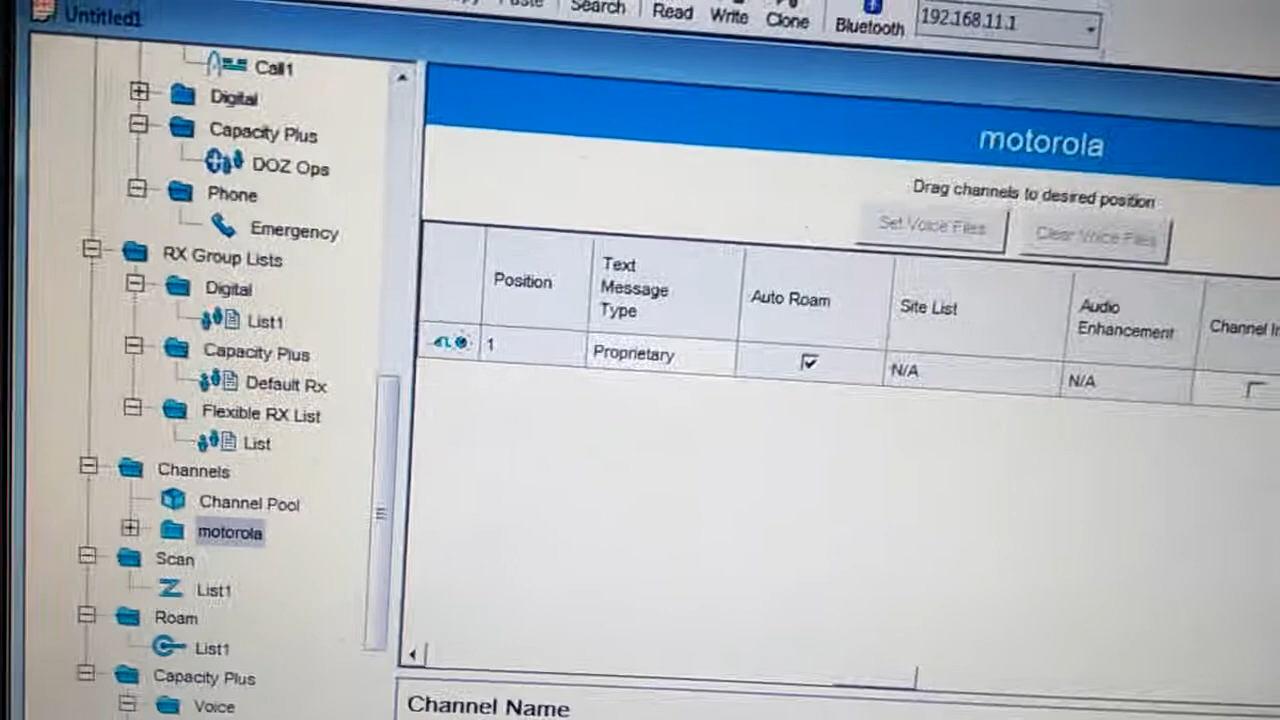 Untitled1
Search
Read
Write
Clone
Bluetooth
192.168.11.1
Call1
Digital
Capacity Plus
DOZ Ops
Phone
Emergency
RX Group Lists
Digital
List1
Capacity Plus
Default Rx
Flexible RX List
List
Channels
Channel Pool
motorola
Scan
List1
Roam
List1
Capacity Plus
Voice
motorola
Drag channels to desired position
Set Voice Files
Clear Voice Files
Position
Text
Message
Type
Auto Roam
Site List
Audio
Enhancement
Channel
1
Proprietary
N/A
N/A
Channel Name